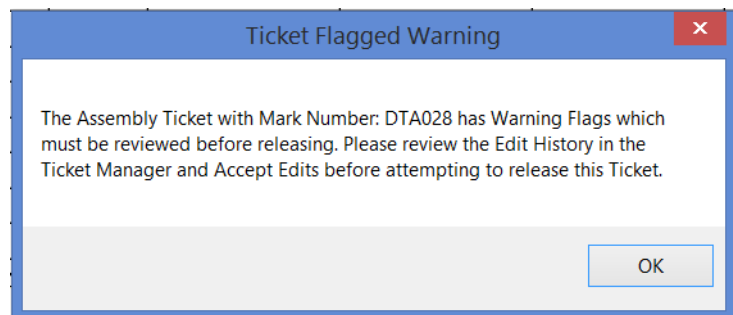 Ticket Flagged Warning
The Assembly Ticket with Mark Number: DTA028 has Warning Flags which
must be reviewed before releasing. Please review the Edit History in the
Ticket Manager and Accept Edits before attempting to release this Ticket.
OK